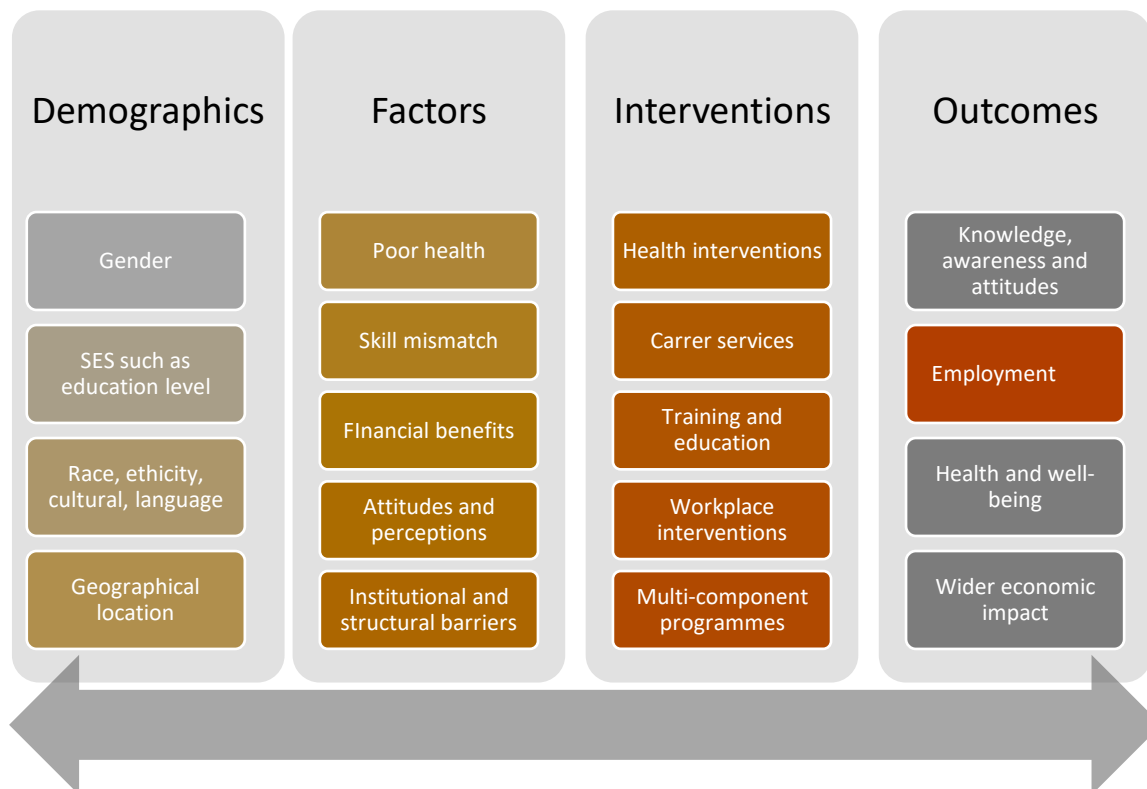 Demographics
Gender
SES such as
education level
Race, ethicity,
cultural, language
Geographical
location
Factors
Poor health
Skill mismatch
FInancial benefits
Attitudes and
perceptions
Institutional and
structural barriers
Interventions
Health interventions
Carrer services
Training and
education
Workplace
interventions
Multi-component
programmes
Outcomes
Knowledge,
awareness and
attitudes
Employment
Health and well-
being
Wider economic
impact